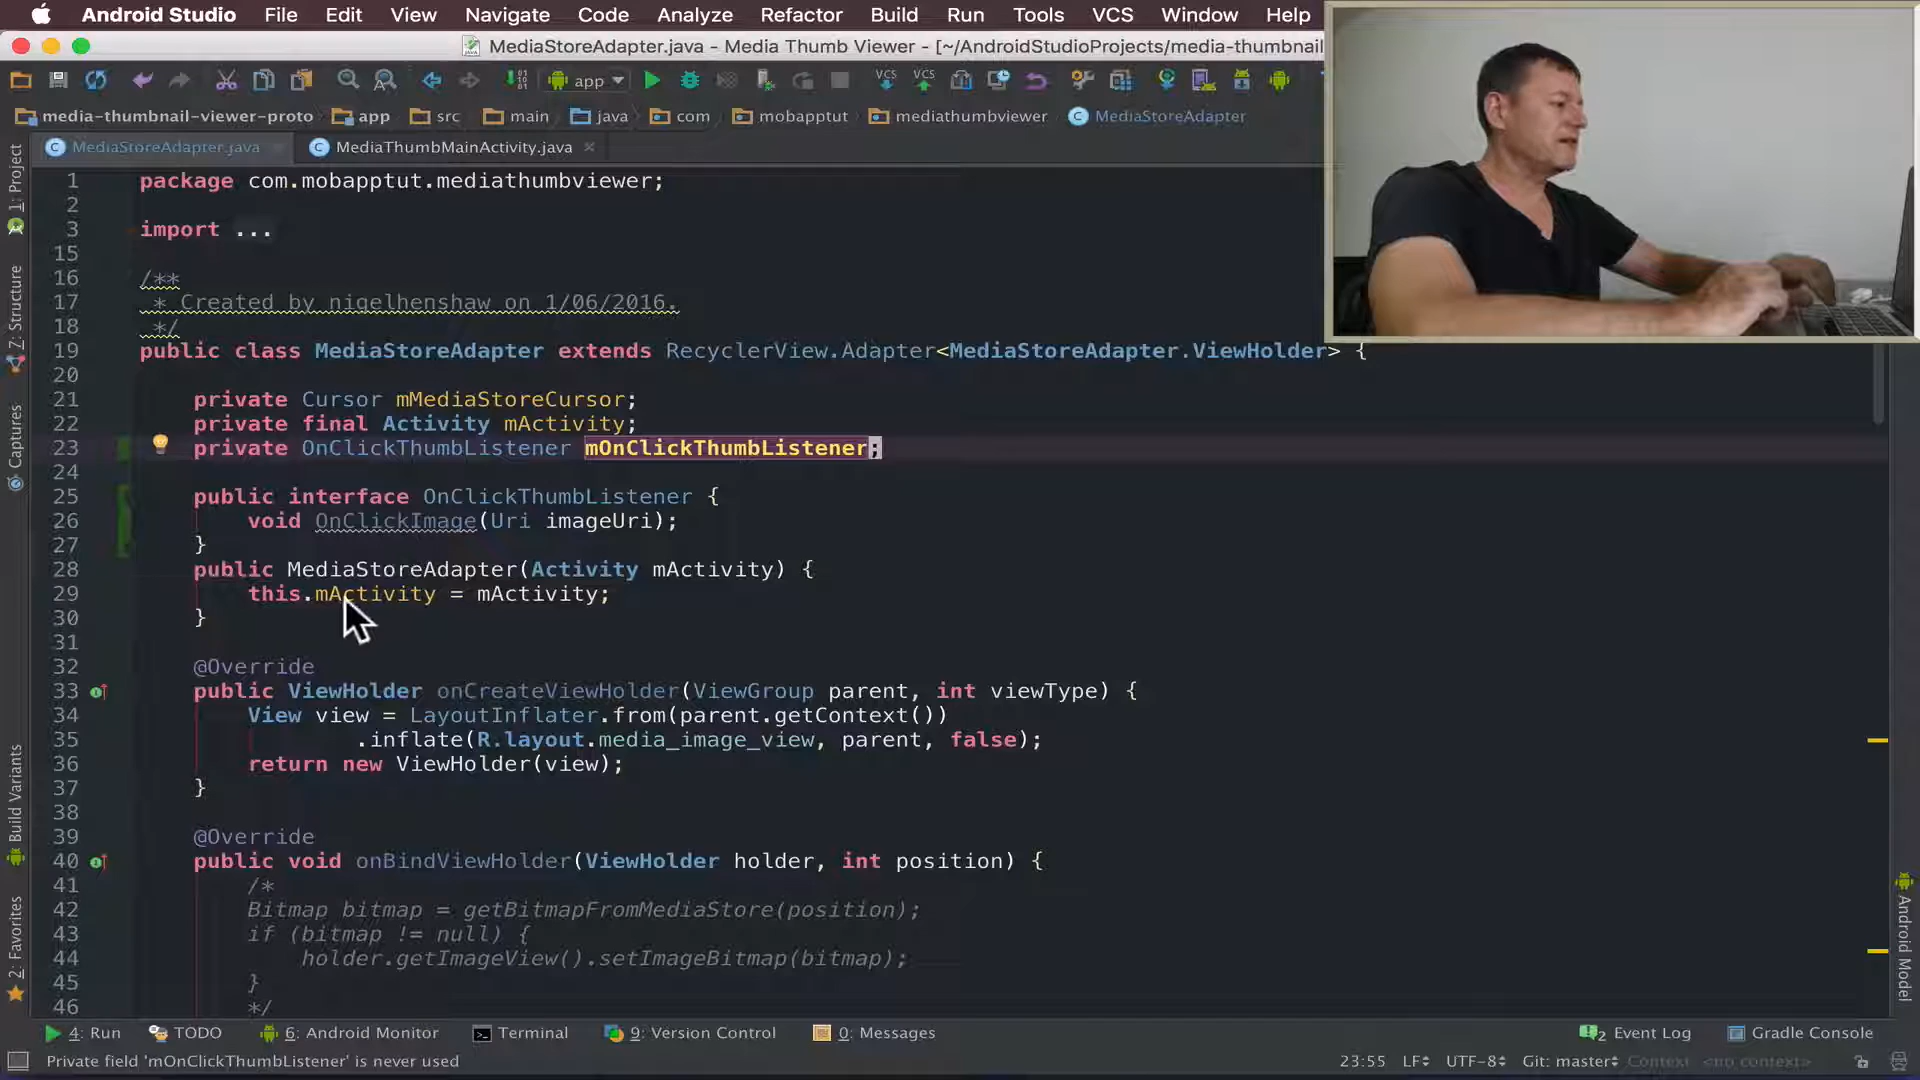 Android Studio File Edit View Navigate Code Analyze Refactor Build Run Tools VCS Window Help
MediaStoreAdapter.java - Media Thumb Viewer - [~/AndroidStudioProjects/media-thumbnail
app VCS VCS
media-thumbnail-viewer-proto app src main java com mobapptut mediathumbviewer MediaStoreAdapter
MediaStoreAdapter.java MediaThumbMainActivity.java
1: Project
7: Structure
Captures
Build Variants
2: Favorites
1 package com.mobapptut.mediathumbviewer;
2
3 import ...
15
16 /**
17 * Created by nigelhenshaw on 1/06/2016.
18 */
19 public class MediaStoreAdapter extends RecyclerView.Adapter<MediaStoreAdapter.ViewHolder> {
20
21 private Cursor mMediaStoreCursor;
22 private final Activity mActivity;
23 private OnClickThumbListener mOnClickThumbListener;
24
25 public interface OnClickThumbListener {
26 void OnClickImage(Uri imageUri);
27 }
28 public MediaStoreAdapter(Activity mActivity) {
29 this.mActivity = mActivity;
30 }
31
32 @Override
33 public ViewHolder onCreateViewHolder(ViewGroup parent, int viewType) {
34 View view = LayoutInflater.from(parent.getContext())
35 .inflate(R.layout.media_image_view, parent, false);
36 return new ViewHolder(view);
37 }
38
39 @Override
40 public void onBindViewHolder(ViewHolder holder, int position) {
41 /*
42 Bitmap bitmap = getBitmapFromMediaStore(position);
43 if (bitmap != null) {
44 holder.getImageView().setImageBitmap(bitmap);
45 }
46 */
Android Model
4: Run TODO 6: Android Monitor Terminal 9: Version Control 0: Messages 2 Event Log Gradle Console
Private field 'mOnClickThumbListener' is never used 23:55 LF UTF-8 Git: master Context: <no context>